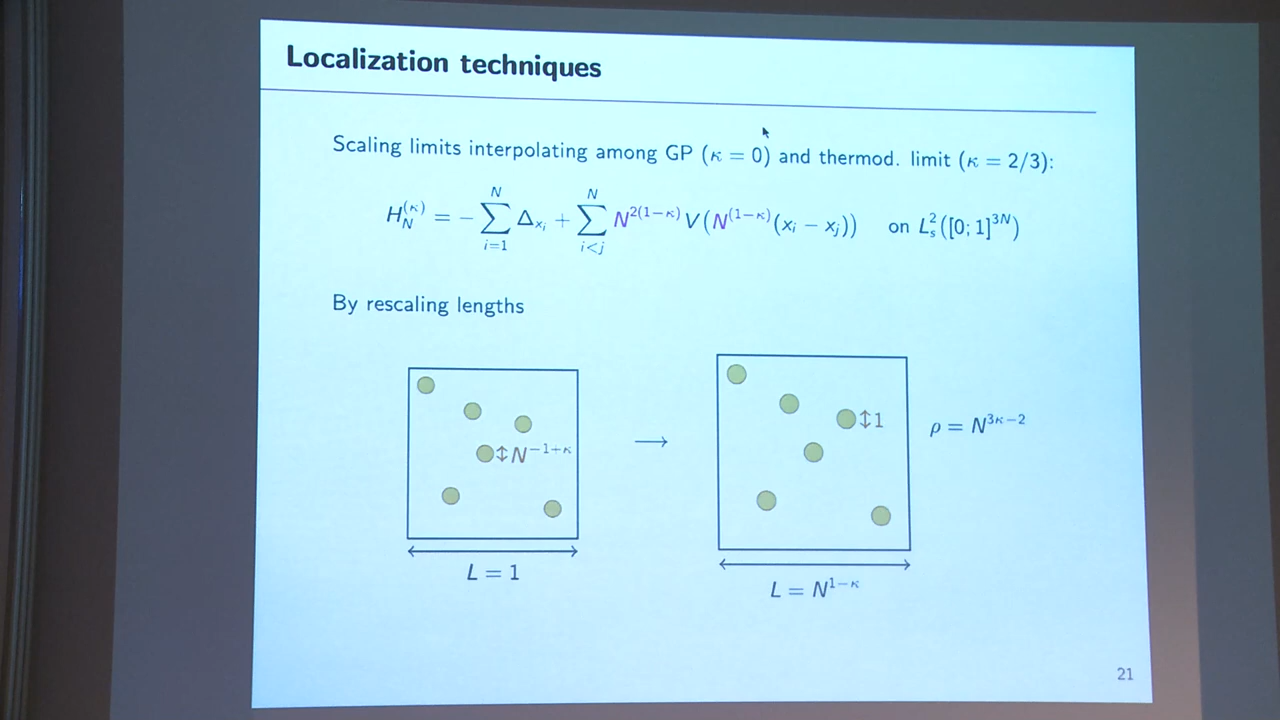 Localization techniques
Scaling limits interpolating among GP (κ = 0) and thermod. limit (κ = 2/3):
H_N^{(κ)} = − ∑_{i=1}^{N} Δ_{x_i} + ∑_{i<j}^{N} N^{2(1−κ)} V(N^{(1−κ)}(x_i − x_j)) on L_s^2([0; 1]^{3N})
By rescaling lengths
↕N^{−1+κ}
L = 1
⟶
↕1
L = N^{1−κ}
ρ = N^{3κ−2}
21